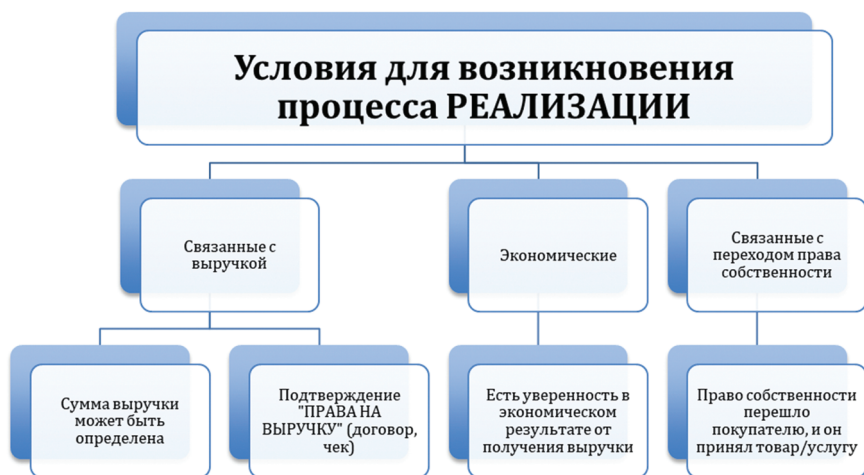 Условия для возникновения
процесса РЕАЛИЗАЦИИ
Связанные с
выручкой
Экономические
Связанные с
переходом права
собственности
Сумма выручки
может быть
определена
Подтверждение
"ПРАВА НА
ВЫРУЧКУ" (договор,
чек)
Есть уверенность в
экономическом
результате от
получения выручки
Право собственности
перешло
покупателю, и он
принял товар/услугу